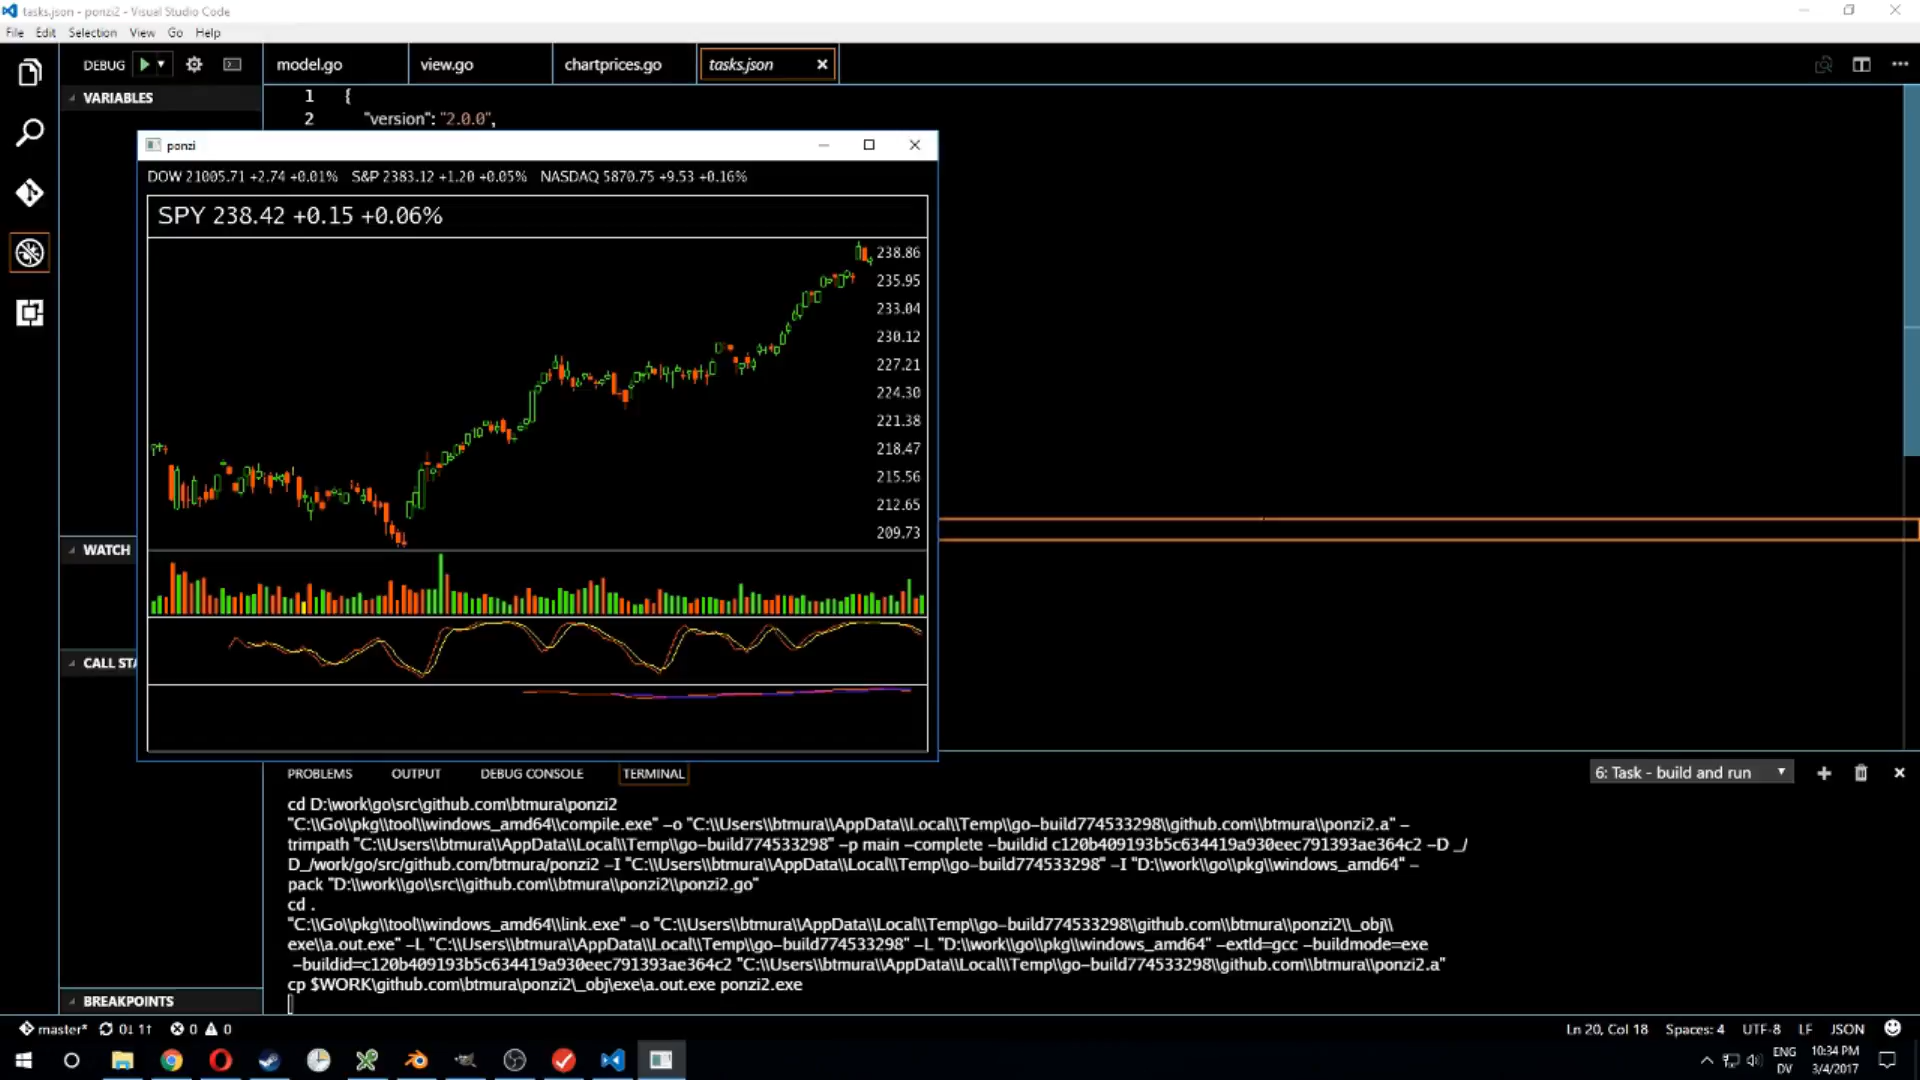 tasks.json - ponzi2 - Visual Studio Code
File Edit Selection View Go Help
DEBUG
model.go view.go chartprices.go tasks.json
VARIABLES
1 {
2 "version": "2.0.0",
ponzi
DOW 21005.71 +2.74 +0.01% S&P 2383.12 +1.20 +0.05% NASDAQ 5870.75 +9.53 +0.16%
SPY 238.42 +0.15 +0.06%
238.86
235.95
233.04
230.12
227.21
224.30
221.38
218.47
215.56
212.65
209.73
WATCH
CALL STA
BREAKPOINTS
PROBLEMS OUTPUT DEBUG CONSOLE TERMINAL
6: Task - build and run
cd D:\work\go\src\github.com\btmura\ponzi2
"C:\\Go\\pkg\\tool\\windows_amd64\\compile.exe" -o "C:\\Users\\btmura\\AppData\\Local\\Temp\\go-build774533298\\github.com\\btmura\\ponzi2.a" -
trimpath "C:\\Users\\btmura\\AppData\\Local\\Temp\\go-build774533298" -p main -complete -buildid c120b409193b5c634419a930eec791393ae364c2 -D _/
D_/work/go/src/github.com/btmura/ponzi2 -I "C:\\Users\\btmura\\AppData\\Local\\Temp\\go-build774533298" -I "D:\\work\\go\\pkg\\windows_amd64" -
pack "D:\\work\\go\\src\\github.com\\btmura\\ponzi2\\ponzi2.go"
cd .
"C:\\Go\\pkg\\tool\\windows_amd64\\link.exe" -o "C:\\Users\\btmura\\AppData\\Local\\Temp\\go-build774533298\\github.com\\btmura\\ponzi2\\_obj\\
exe\\a.out.exe" -L "C:\\Users\\btmura\\AppData\\Local\\Temp\\go-build774533298" -L "D:\\work\\go\\pkg\\windows_amd64" -extld=gcc -buildmode=exe
-buildid=c120b409193b5c634419a930eec791393ae364c2 "C:\\Users\\btmura\\AppData\\Local\\Temp\\go-build774533298\\github.com\\btmura\\ponzi2.a"
cp $WORK\github.com\btmura\ponzi2\_obj\exe\a.out.exe ponzi2.exe
master* 0↓ 1↑ 0 0
Ln 20, Col 18 Spaces: 4 UTF-8 LF JSON
ENG 10:34 PM
DV 3/4/2017